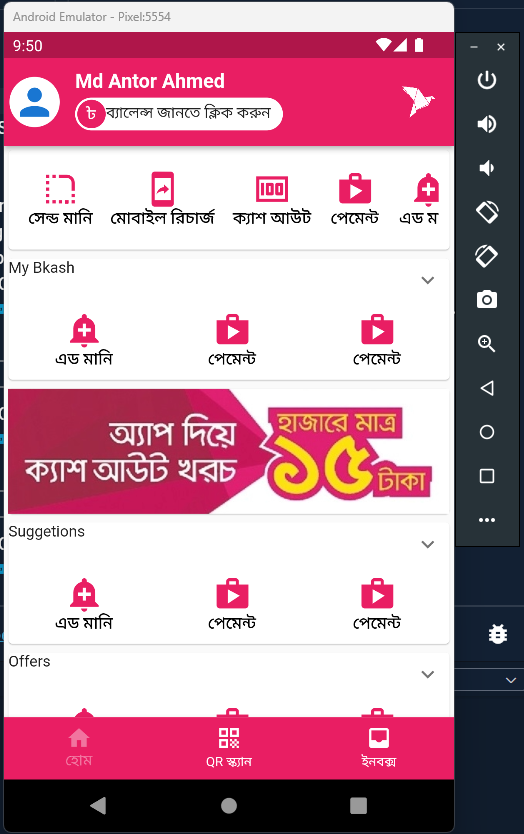 Android Emulator - Pixel:5554
9:50
Md Antor Ahmed
৳ ব্যালেন্স জানতে ক্লিক করুন
সেন্ড মানি মোবাইল রিচার্জ ক্যাশ আউট পেমেন্ট এড ম
My Bkash
এড মানি পেমেন্ট পেমেন্ট
অ্যাপ দিয়ে
ক্যাশ আউট খরচ
হাজারে মাত্র
১৫
টাকা
Suggetions
এড মানি পেমেন্ট পেমেন্ট
Offers
হোম QR স্ক্যান ইনবক্স